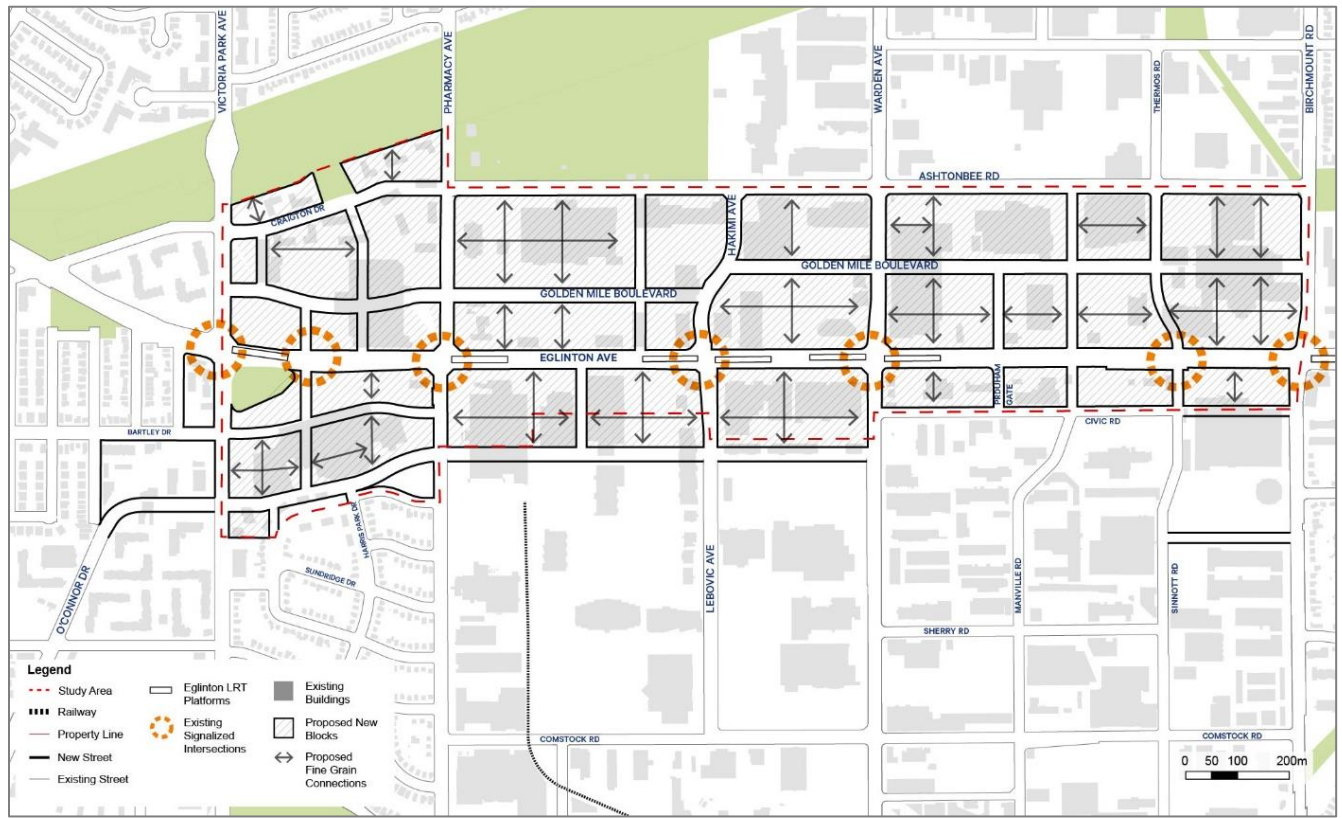 VICTORIA PARK AVE
PHARMACY AVE
WARDEN AVE
THERMOS RD
BIRCHMOUNT RD
ASHTONBEE RD
CRAIGTON DR
HAKIMI AVE
GOLDEN MILE BOULEVARD
GOLDEN MILE BOULEVARD
EGLINTON AVE
PRDUHAM
GATE
BARTLEY DR
CIVIC RD
HARRIS PARK DR
SUNDRIDGE DR
O'CONNOR DR
LEBOVIC AVE
MANVILLE RD
SINNOTT RD
SHERRY RD
COMSTOCK RD
COMSTOCK RD
Legend
Study Area
Railway
Property Line
New Street
Existing Street
Eglinton LRT
Platforms
Existing
Signalized
Intersections
Existing
Buildings
Proposed New
Blocks
Proposed
Fine Grain
Connections
0 50 100 200m